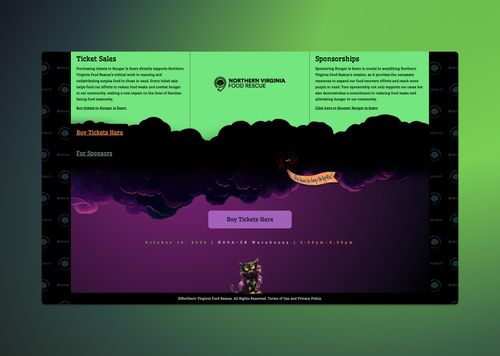 Ticket Sales
Purchasing tickets to Hunger Is Scary directly supports Northern
Virginia Food Rescue's critical work in rescuing and
redistributing surplus food to those in need. Every ticket sale
helps fund our efforts to reduce food waste and combat hunger
in our community, making a real impact on the lives of families
facing food insecurity.
Buy tickets to Hunger Is Scary
NORTHERN VIRGINIA
FOOD RESCUE
Sponsorships
Sponsoring Hunger Is Scary is crucial to amplifying Northern
Virginia Food Rescue's mission, as it provides the necessary
resources to expand our food rescue efforts and reach more
people in need. Your sponsorship not only supports our cause but
also demonstrates a commitment to reducing food waste and
alleviating hunger in our community.
Click here to Sponsor Hunger Is Scary
Buy Tickets Here
For Sponsors
Buy Tickets Here
| NOVA-FR Warehouse |
©Northern Virginia Food Rescue. All Rights Reserved. Terms of Use and Privacy Policy.